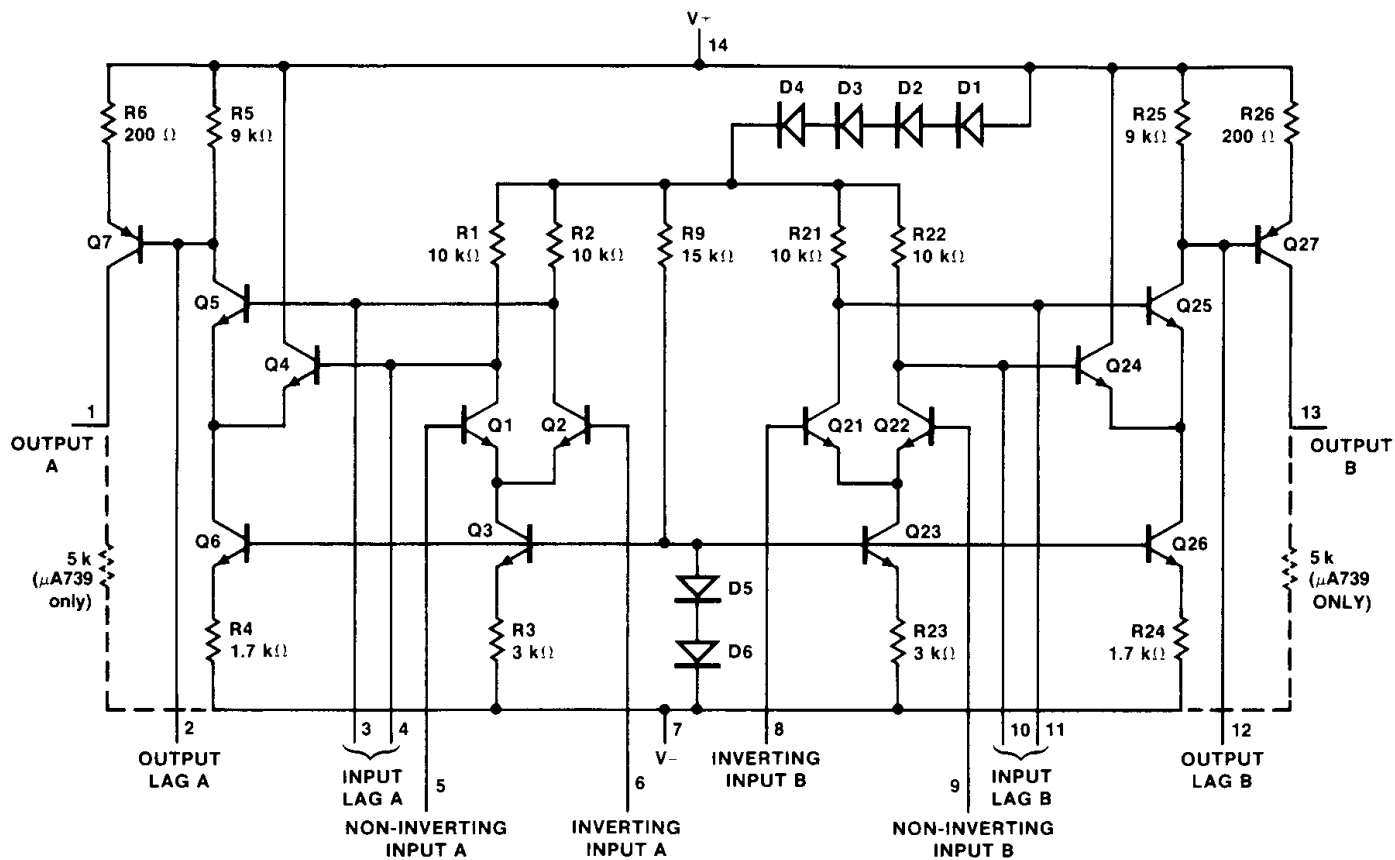 V+
14
D4 D3 D2 D1
R6
200 Ω
R5
9 kΩ
R25
9 kΩ
R26
200 Ω
R1
10 kΩ
R2
10 kΩ
R9
15 kΩ
R21
10 kΩ
R22
10 kΩ
Q7
Q27
Q5
Q25
Q4
Q24
1
OUTPUT
A
Q1 Q2
Q21 Q22
13
OUTPUT
B
Q6
Q3
Q23
Q26
5 k
(μA739
only)
D5
D6
5 k
(μA739
ONLY)
R4
1.7 kΩ
R3
3 kΩ
R23
3 kΩ
R24
1.7 kΩ
2
OUTPUT
LAG A
3 4
INPUT
LAG A
7
V−
8
INVERTING
INPUT B
10 11
INPUT
LAG B
12
OUTPUT
LAG B
5
NON-INVERTING
INPUT A
6
INVERTING
INPUT A
9
NON-INVERTING
INPUT B